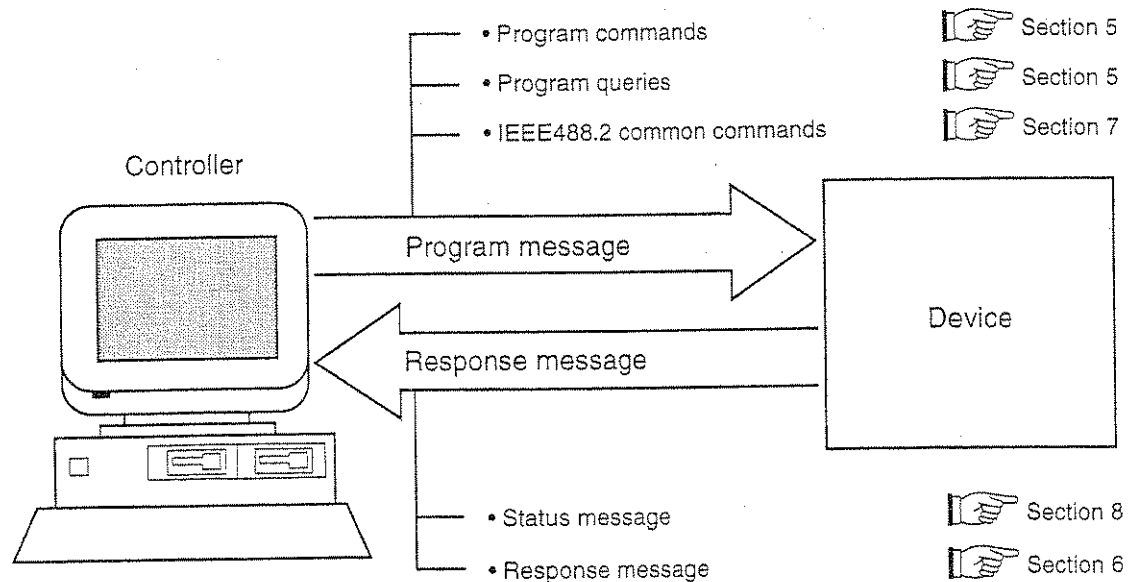 • Program commands Section 5
• Program queries Section 5
• IEEE488.2 common commands Section 7
Controller
Program message
Device
Response message
• Status message Section 8
• Response message Section 6